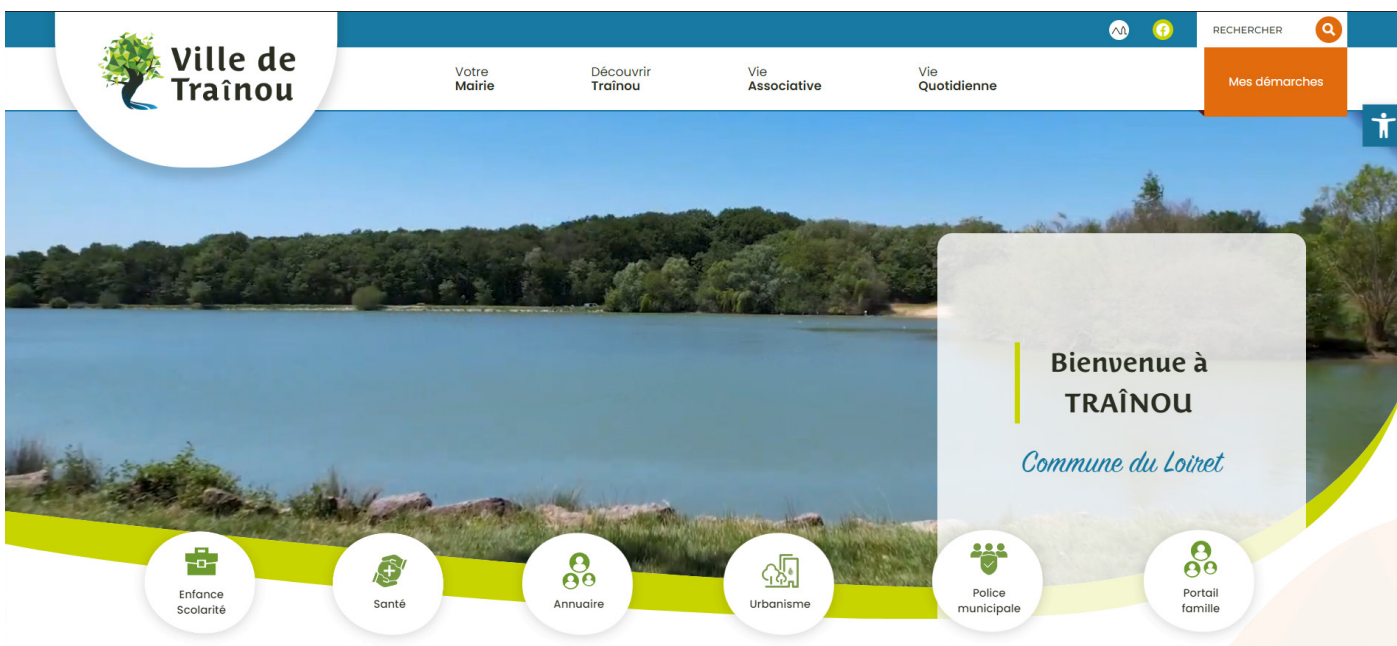 RECHERCHER
Ville de
Traînou
Votre
Mairie
Découvrir
Traînou
Vie
Associative
Vie
Quotidienne
Mes démarches
Bienvenue à
TRAÎNOU
Commune du Loiret
Enfance
Scolarité
Santé
Annuaire
Urbanisme
Police
municipale
Portail
famille